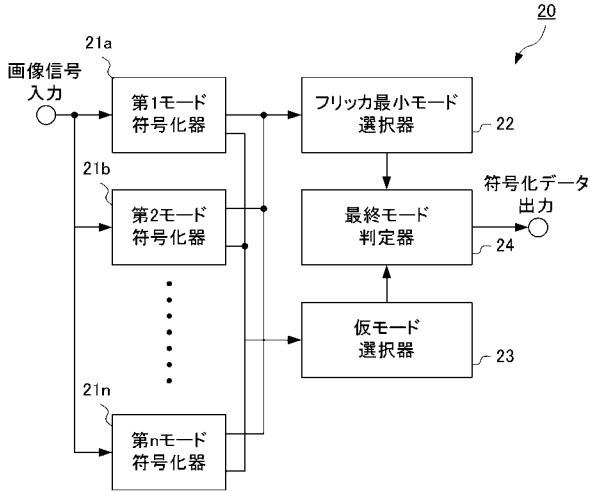 20
21a
画像信号
入力
第1モード
符号化器
フリッカ最小モード
選択器
22
21b
第2モード
符号化器
最終モード
判定器
24
符号化データ
出力
仮モード
選択器
23
21n
第nモード
符号化器